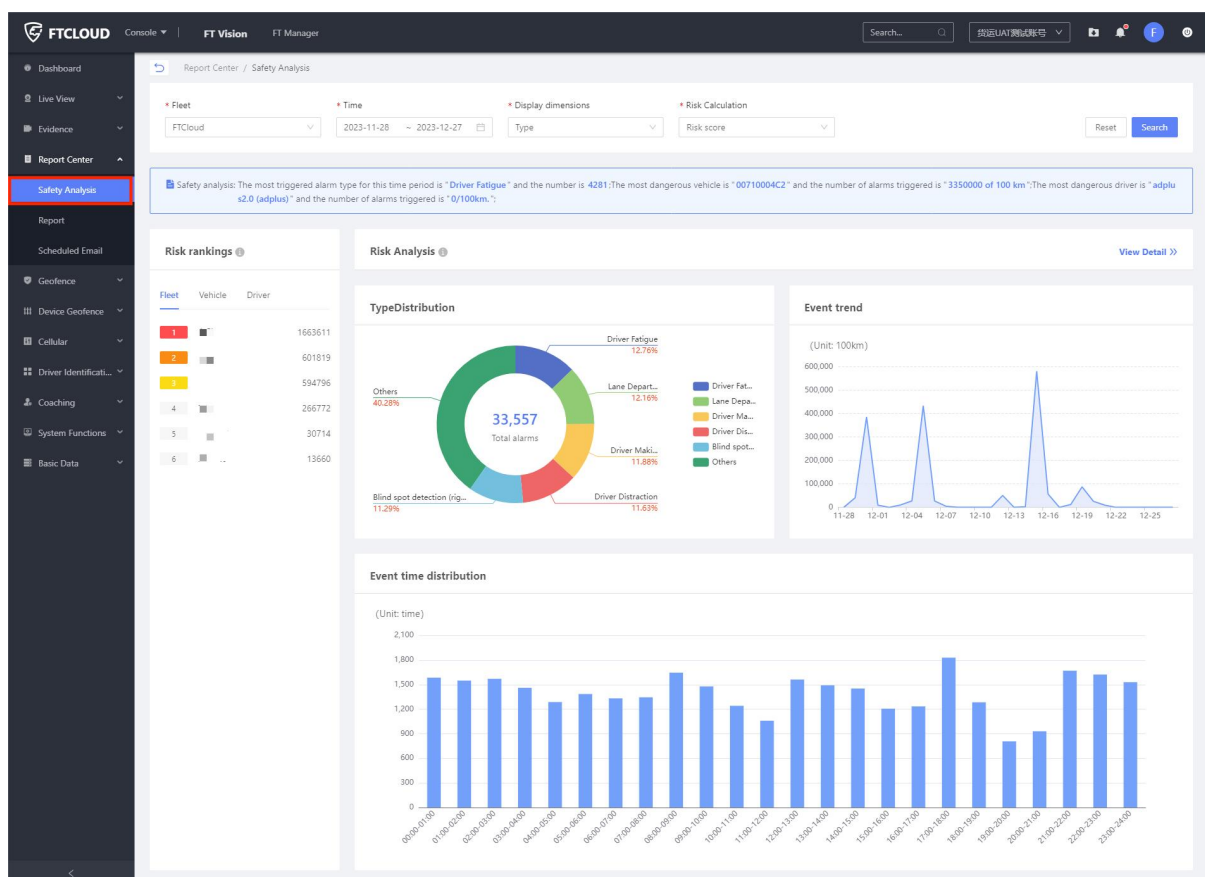 FTCLOUD Console FT Vision FT Manager Search... 货运UAT测试账号 F
Dashboard
Live View
Evidence
Report Center
Safety Analysis
Report
Scheduled Email
Geofence
Device Geofence
Cellular
Driver Identificati...
Coaching
System Functions
Basic Data
<
Report Center / Safety Analysis
* Fleet * Time * Display dimensions * Risk Calculation
FTCloud 2023-11-28 ~ 2023-12-27 Type Risk score Reset Search
Safety analysis: The most triggered alarm type for this time period is "Driver Fatigue" and the number is 4281:The most dangerous vehicle is "00710004C2" and the number of alarms triggered is "3350000 of 100 km":The most dangerous driver is "adplu
s2.0 (adplus)" and the number of alarms triggered is "0/100km.":
Risk rankings
Fleet Vehicle Driver
1 1663611
2 601819
3 594796
4 266772
5 30714
6 13660
Risk Analysis View Detail
TypeDistribution
Driver Fatigue
12.76%
Lane Depart...
12.16%
Driver Maki...
11.88%
Driver Distraction
11.63%
Blind spot detection (rig...
11.29%
Others
40.28%
33,557
Total alarms
Driver Fat...
Lane Depa...
Driver Ma...
Driver Dis...
Blind spot...
Others
Event trend
(Unit: 100km)
600,000
500,000
400,000
300,000
200,000
100,000
0
11-28 12-01 12-04 12-07 12-10 12-13 12-16 12-19 12-22 12-25
Event time distribution
(Unit: time)
2,100
1,800
1,500
1,200
900
600
300
0
00:00-01:00 01:00-02:00 02:00-03:00 03:00-04:00 04:00-05:00 05:00-06:00 06:00-07:00 07:00-08:00 08:00-09:00 09:00-10:00 10:00-11:00 11:00-12:00 12:00-13:00 13:00-14:00 14:00-15:00 15:00-16:00 16:00-17:00 17:00-18:00 18:00-19:00 19:00-20:00 20:00-21:00 21:00-22:00 22:00-23:00 23:00-24:00